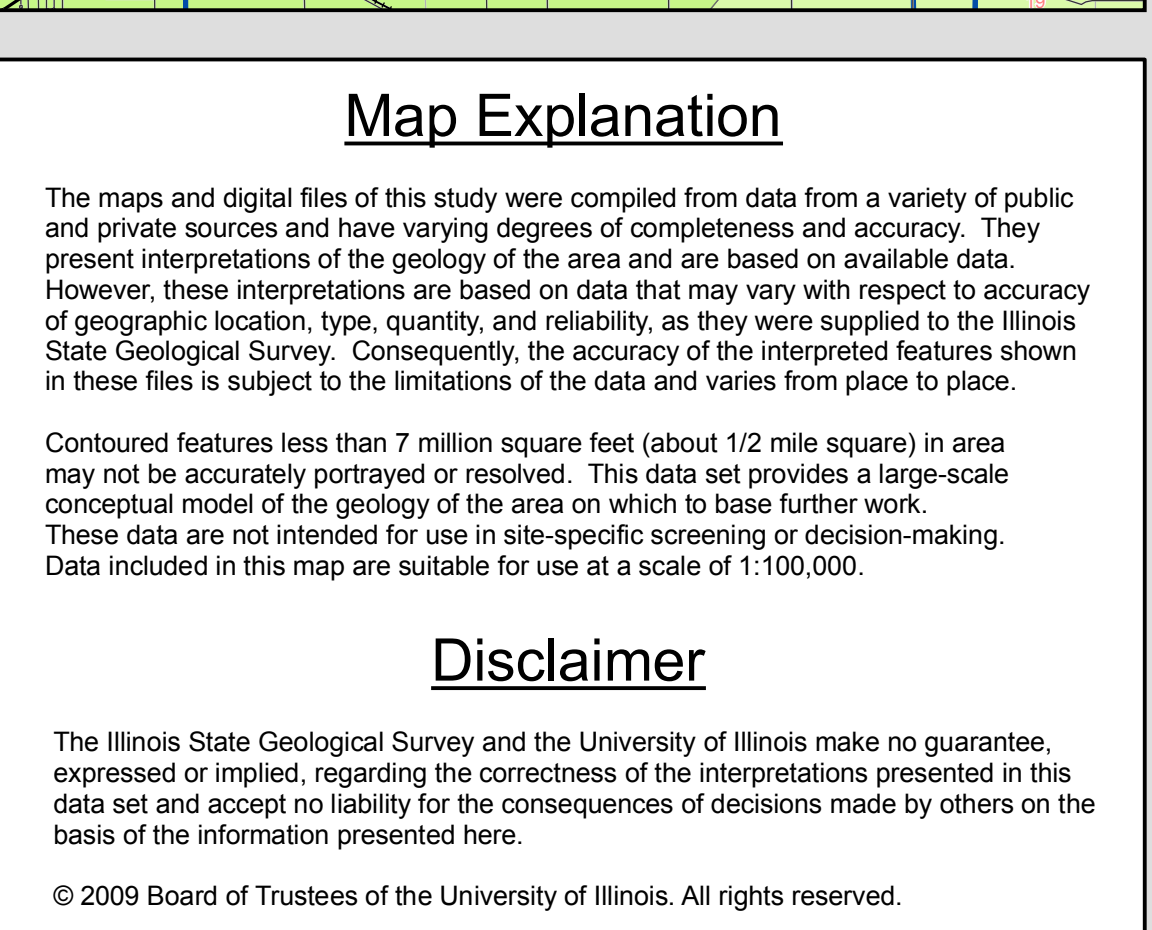 9
Map Explanation
The maps and digital files of this study were compiled from data from a variety of public
and private sources and have varying degrees of completeness and accuracy.  They
present interpretations of the geology of the area and are based on available data.
However, these interpretations are based on data that may vary with respect to accuracy
of geographic location, type, quantity, and reliability, as they were supplied to the Illinois
State Geological Survey.  Consequently, the accuracy of the interpreted features shown
in these files is subject to the limitations of the data and varies from place to place.
Contoured features less than 7 million square feet (about 1/2 mile square) in area
may not be accurately portrayed or resolved.  This data set provides a large-scale
conceptual model of the geology of the area on which to base further work.
These data are not intended for use in site-specific screening or decision-making.
Data included in this map are suitable for use at a scale of 1:100,000.
Disclaimer
The Illinois State Geological Survey and the University of Illinois make no guarantee,
expressed or implied, regarding the correctness of the interpretations presented in this
data set and accept no liability for the consequences of decisions made by others on the
basis of the information presented here.
© 2009 Board of Trustees of the University of Illinois. All rights reserved.